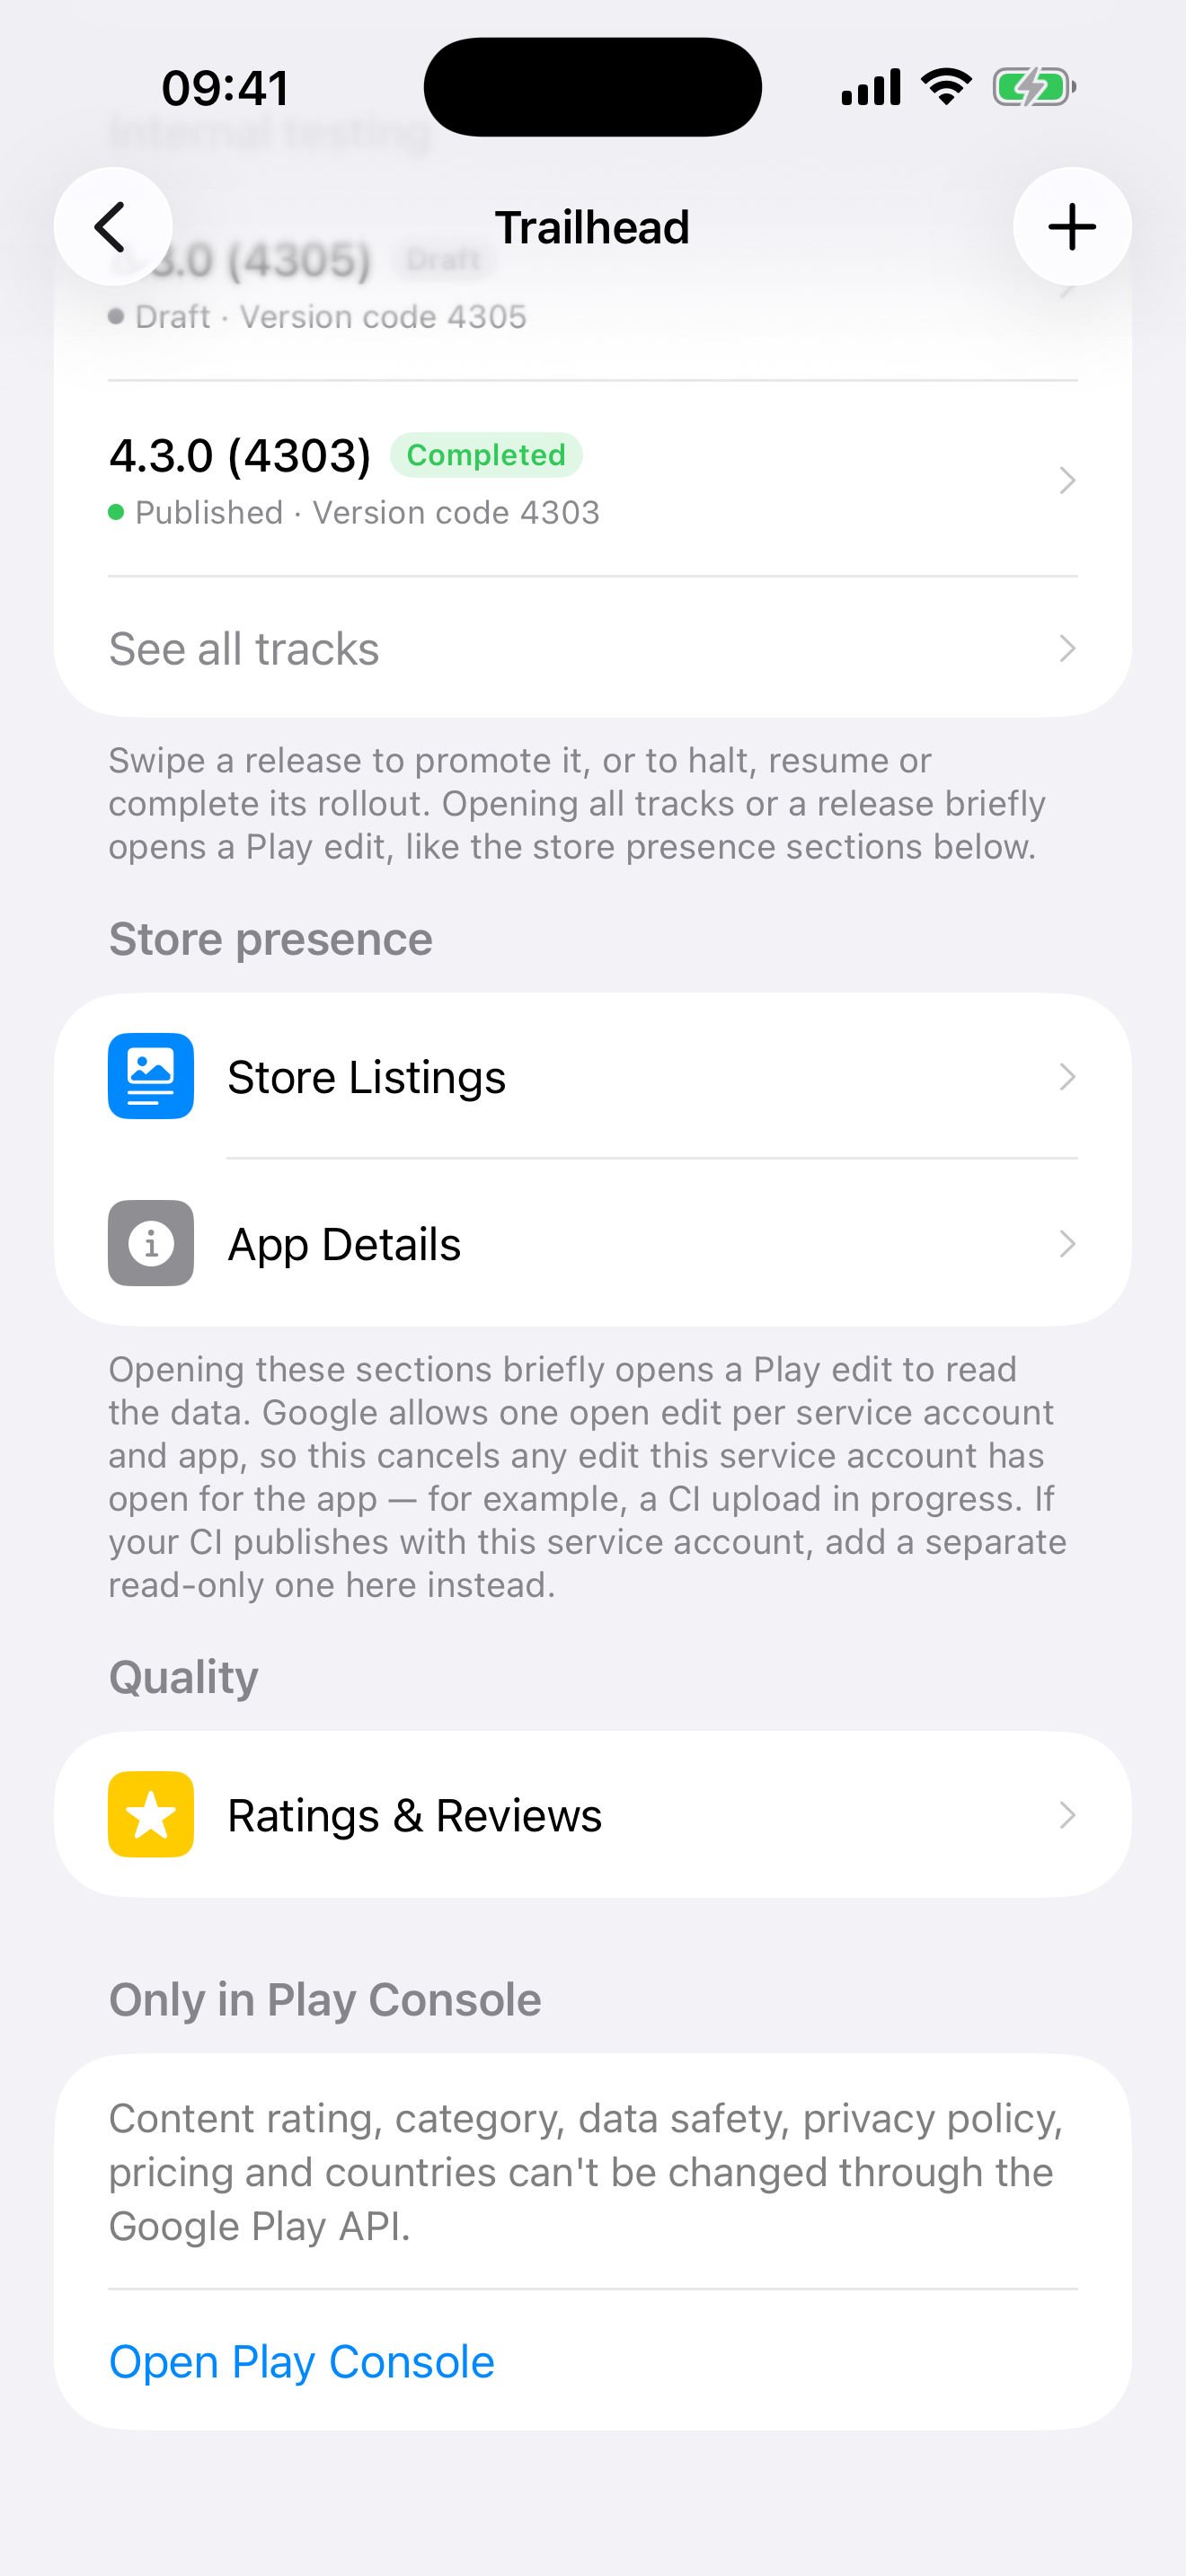 09:41
Internal testing
Trailhead
3.0 (4305) Draft
Draft · Version code 4305
4.3.0 (4303) Completed
Published · Version code 4303
See all tracks
Swipe a release to promote it, or to halt, resume or
complete its rollout. Opening all tracks or a release briefly
opens a Play edit, like the store presence sections below.
Store presence
Store Listings
App Details
Opening these sections briefly opens a Play edit to read
the data. Google allows one open edit per service account
and app, so this cancels any edit this service account has
open for the app — for example, a CI upload in progress. If
your CI publishes with this service account, add a separate
read-only one here instead.
Quality
Ratings & Reviews
Only in Play Console
Content rating, category, data safety, privacy policy,
pricing and countries can't be changed through the
Google Play API.
Open Play Console